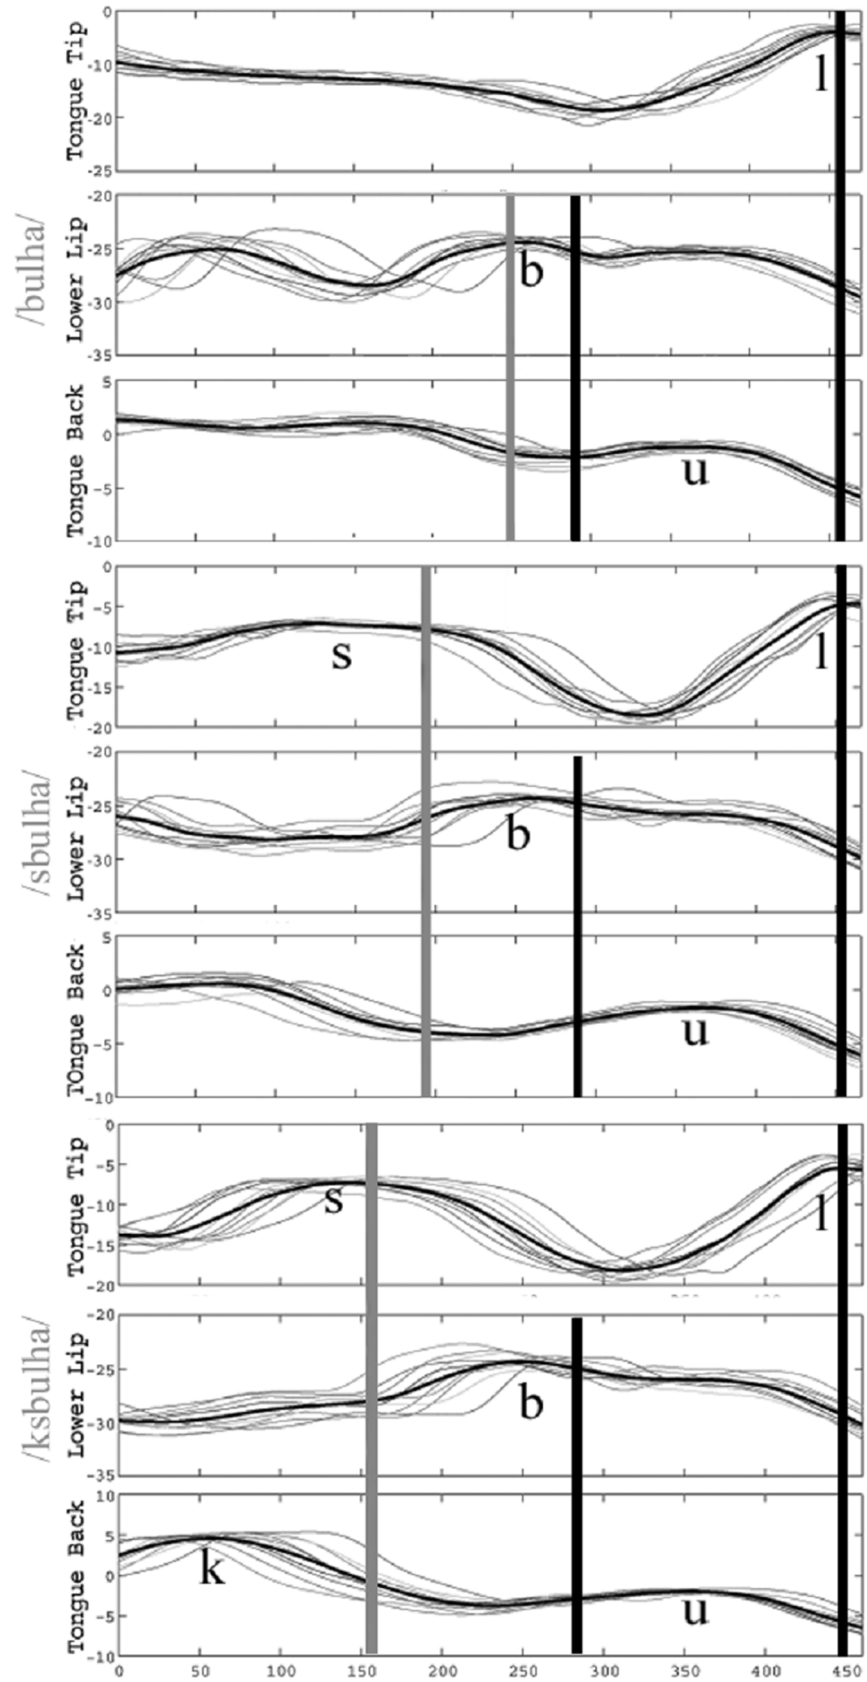 /bulha/
Tongue Tip
0
-10
-20
-25
l
Lower Lip
-20
-25
-30
-35
b
Tongue Back
5
0
-5
-10
u
/sbulha/
Tongue Tip
0
-5
-10
-15
-20
s
l
Lower Lip
-20
-25
-30
-35
b
TOngue Back
5
0
-5
-10
u
/ksbulha/
Tongue Tip
0
-5
-10
-15
-20
s
l
Lower Lip
-20
-25
-30
-35
b
Tongue Back
10
5
0
-5
-10
k
u
0 50 100 150 200 250 300 350 400 450